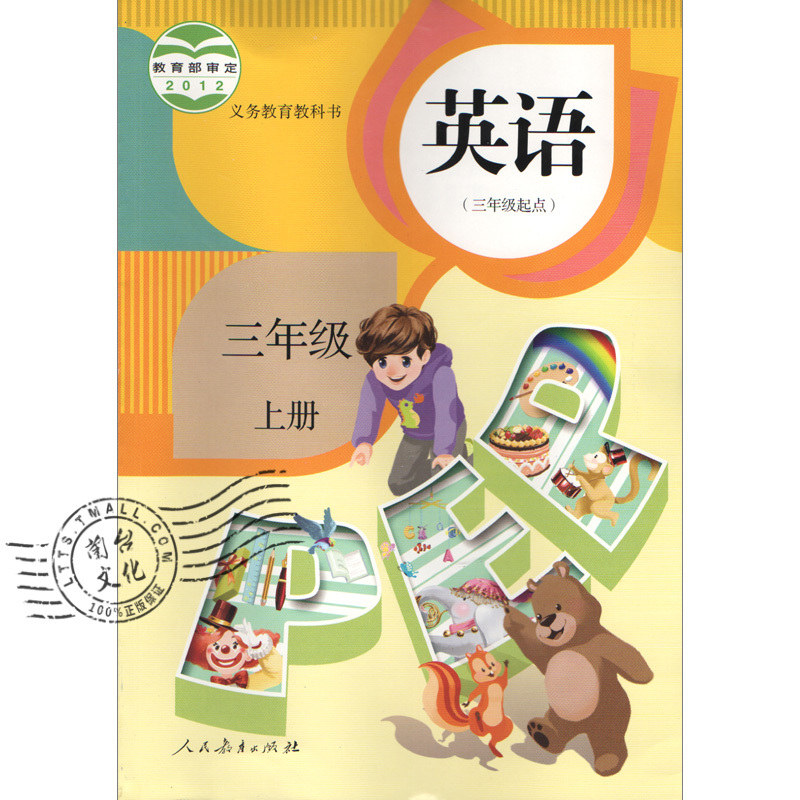 教育部审定
2012
义务教育教科书
英语
（三年级起点）
三年级
上册
PEP
LTTS.TMALL.COM
兰台
文化
100%正版保证
人民教育出版社